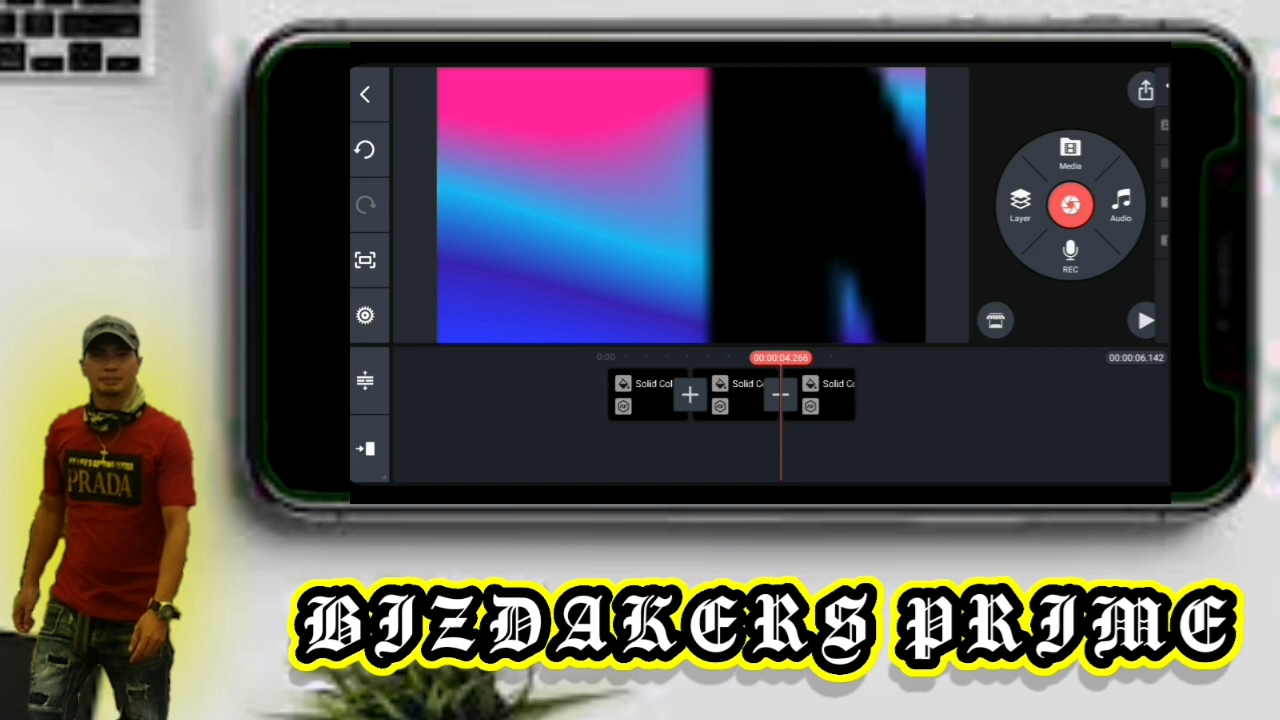 Media
Layer
Audio
REC
0:00
00:00:04.266
00:00:06.142
Solid Col
Solid C
Solid Co
PRADA
BIZDAKERS PRIME